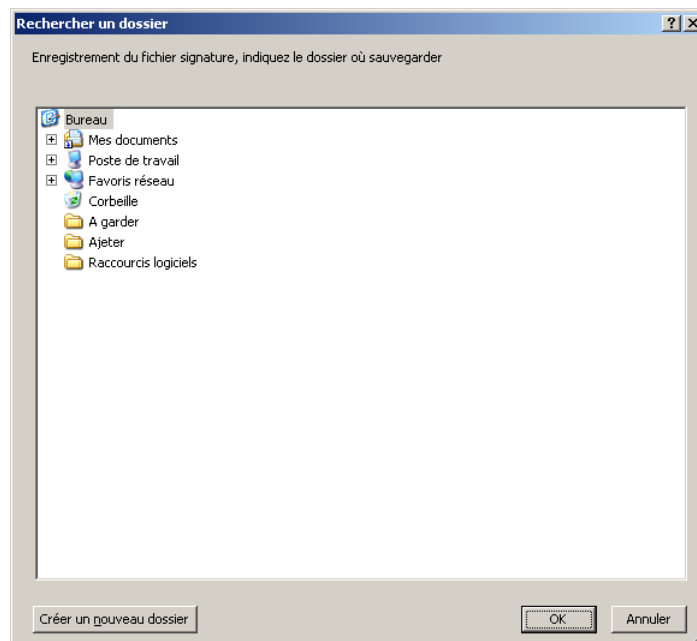 Rechercher un dossier
Enregistrement du fichier signature, indiquez le dossier où sauvegarder
Bureau
Mes documents
Poste de travail
Favoris réseau
Corbeille
A garder
Ajeter
Raccourcis logiciels
Créer un nouveau dossier OK Annuler